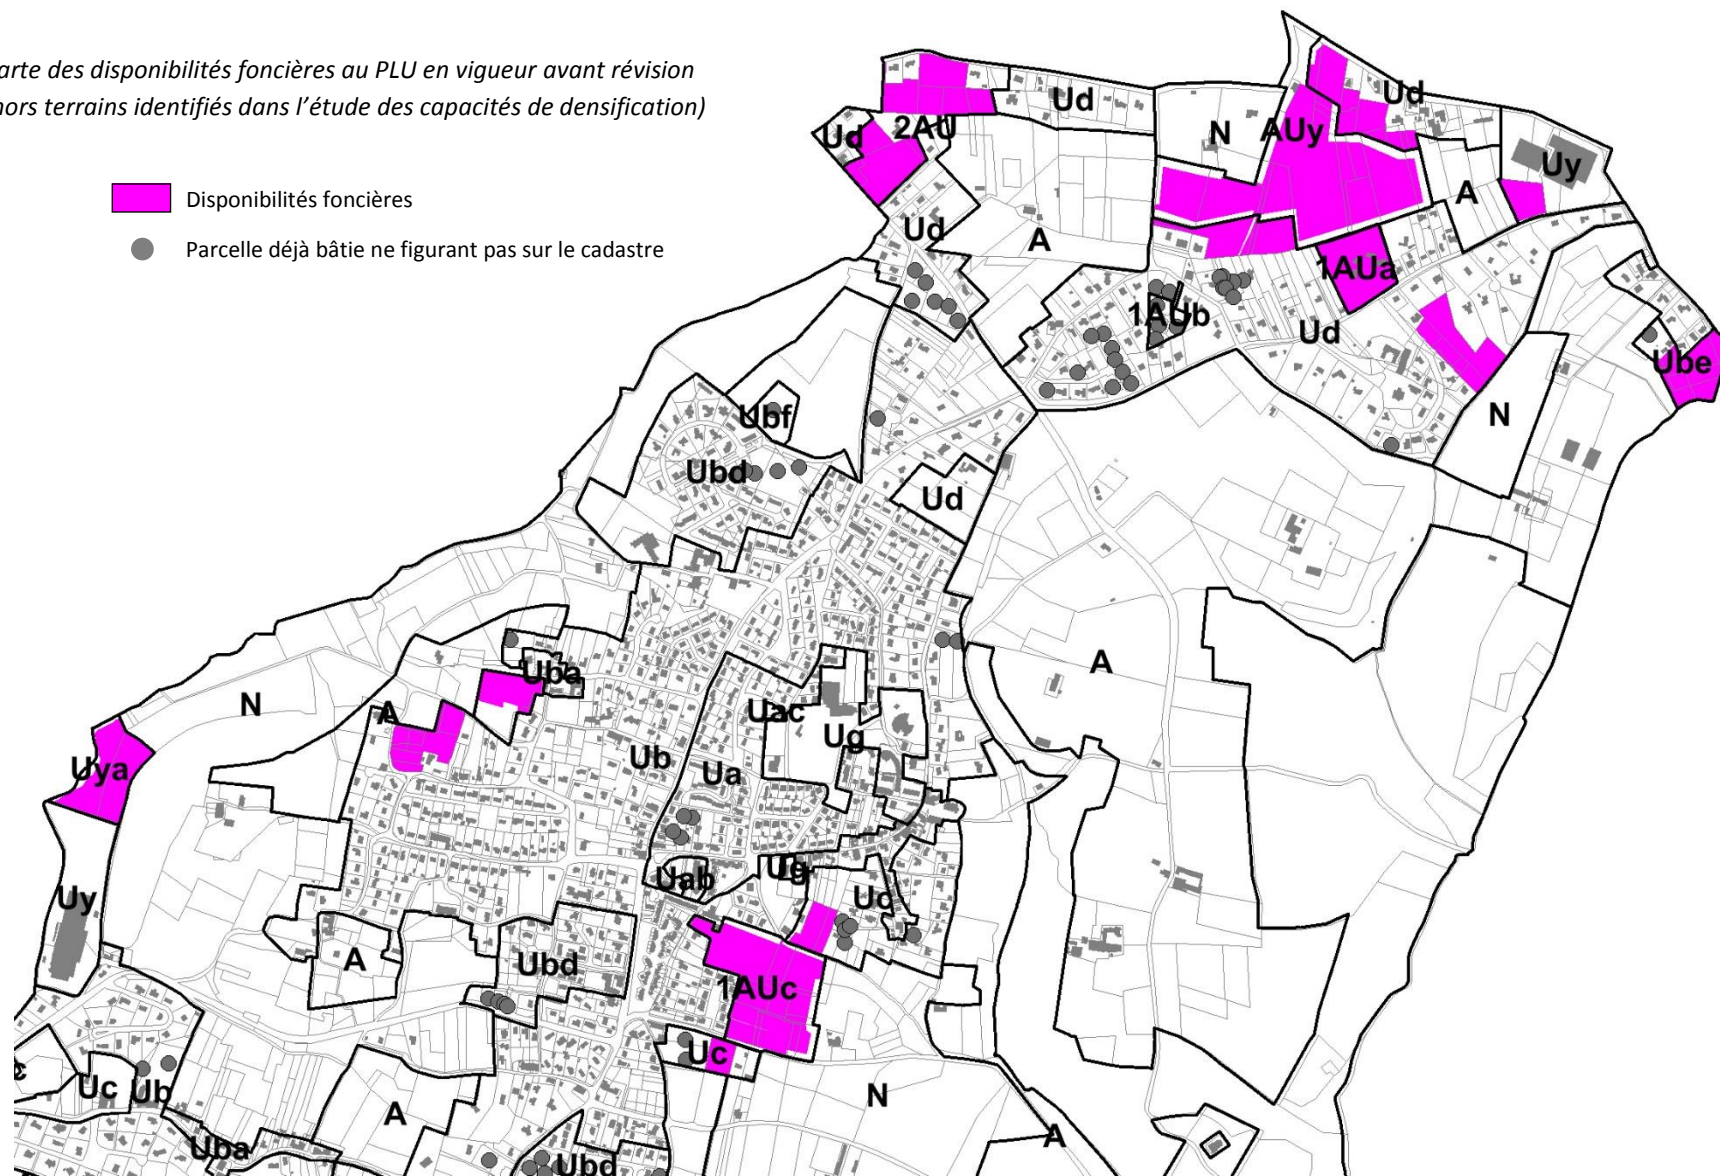 arte des disponibilités foncières au PLU en vigueur avant révision
hors terrains identifiés dans l'étude des capacités de densification)
Disponibilités foncières
Parcelle déjà bâtie ne figurant pas sur le cadastre
Ud
Ud
2AU
Ud
N
AUy
Uy
A
Ud
A
1AUa
1AUb
Ud
Ube
Ubf
N
Ubd
Ud
A
Uba
N
A
Uac
Ug
Ub
Ua
Uya
Uab
Ug
Uc
Uy
A
Ubd
1AUc
Uc
c
Uc
Ub
A
N
A
Uba
Ubd